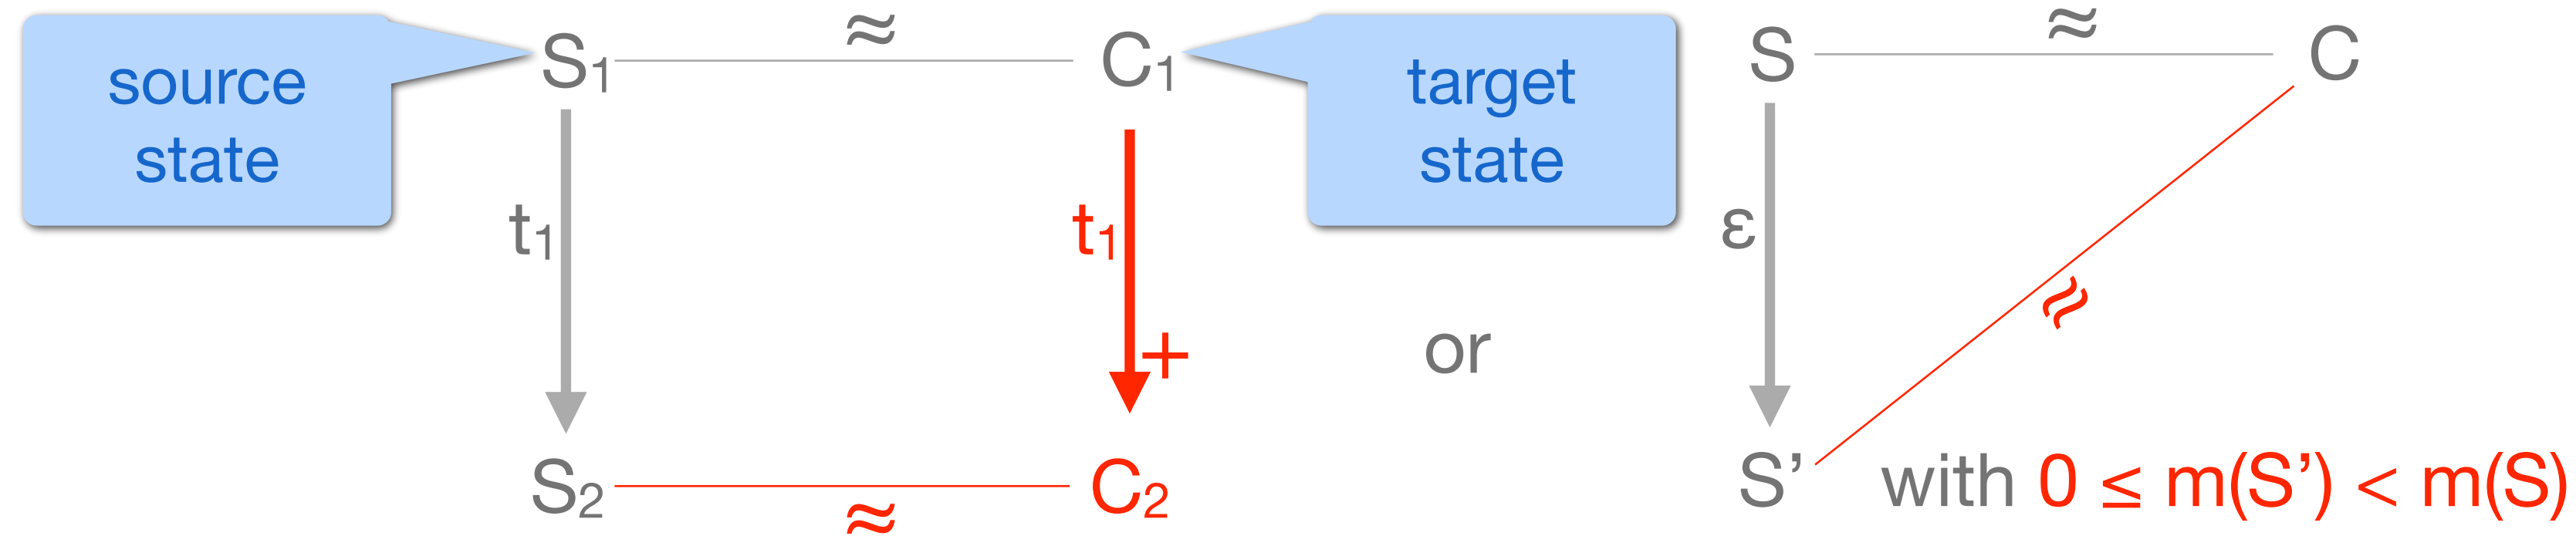 source
state
S₁
≈
C₁
target
state
t₁
t₁
+
S₂
≈
C₂
or
S
≈
C
ε
≈
S’
with 0 ≤ m(S’) < m(S)